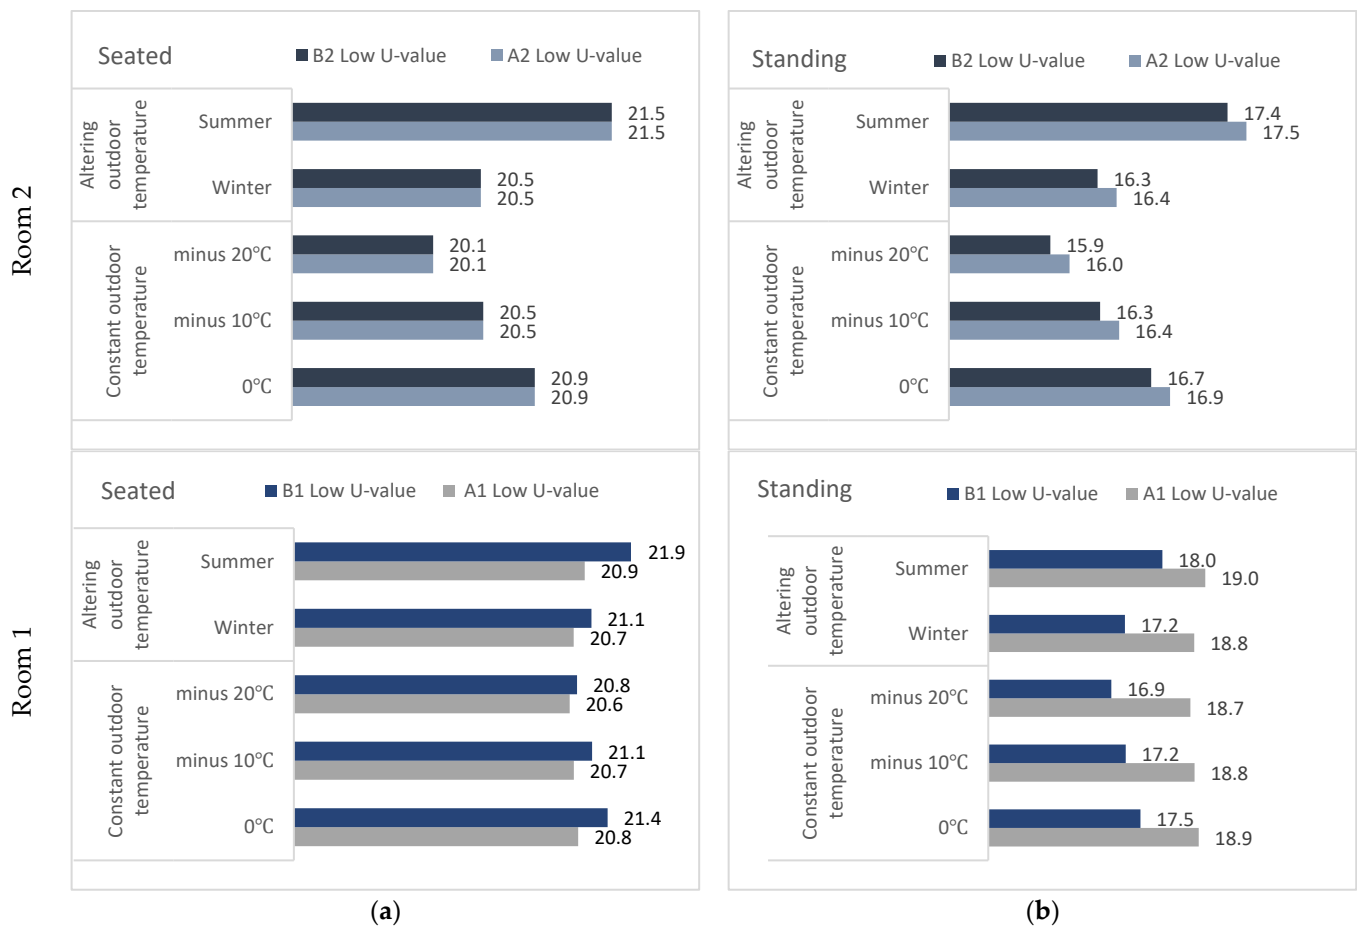 Room 2
Seated
B2 Low U-value
A2 Low U-value
Altering
outdoor
temperature
Summer
21.5
21.5
Winter
20.5
20.5
Constant outdoor
temperature
minus 20°C
20.1
20.1
minus 10°C
20.5
20.5
0°C
20.9
20.9
Standing
B2 Low U-value
A2 Low U-value
Altering
outdoor
temperature
Summer
17.4
17.5
Winter
16.3
16.4
Constant outdoor
temperature
minus 20°C
15.9
16.0
minus 10°C
16.3
16.4
0°C
16.7
16.9
Room 1
Seated
B1 Low U-value
A1 Low U-value
Altering
outdoor
temperature
Summer
21.9
20.9
Winter
21.1
20.7
Constant outdoor
temperature
minus 20°C
20.8
20.6
minus 10°C
21.1
20.7
0°C
21.4
20.8
Standing
B1 Low U-value
A1 Low U-value
Altering
outdoor
temperature
Summer
18.0
19.0
Winter
17.2
18.8
Constant outdoor
temperature
minus 20°C
16.9
18.7
minus 10°C
17.2
18.8
0°C
17.5
18.9
(a)
(b)